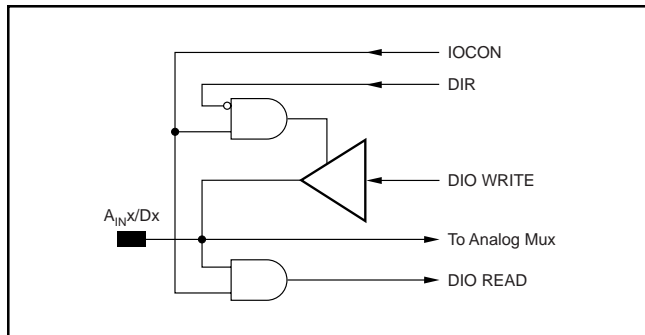 IOCON
DIR
DIO WRITE
AINx/Dx
To Analog Mux
DIO READ